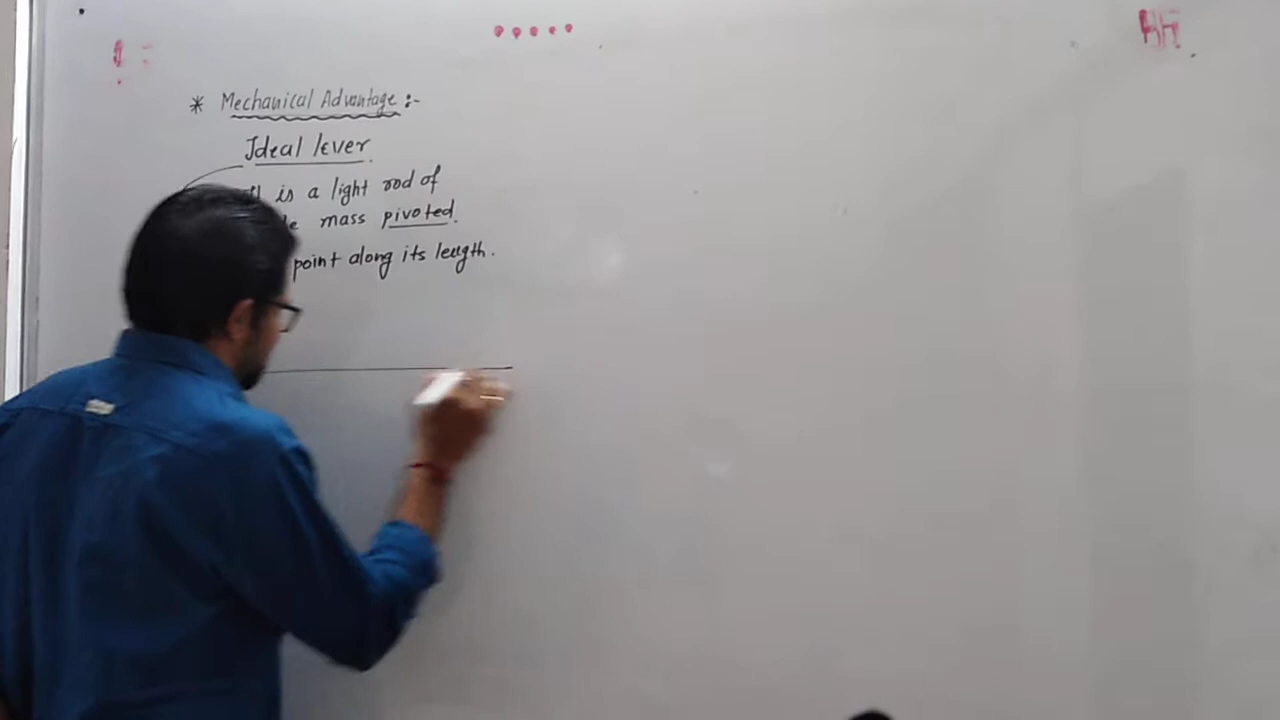 * Mechanical Advantage :-
Ideal lever
is a light rod of
mass pivoted
point along its length.